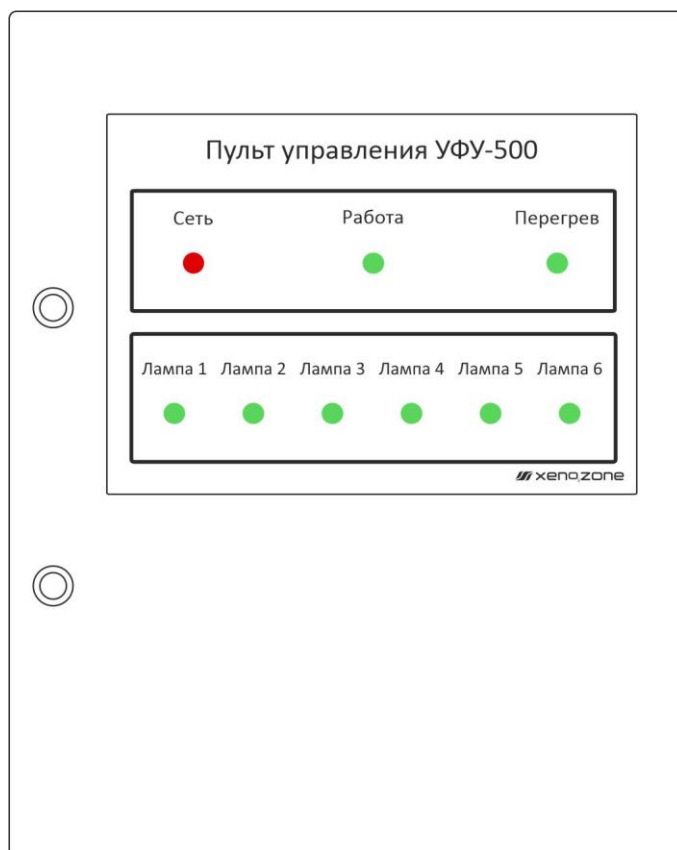 Пульт управления УФУ-500
Сеть Работа Перегрев
Лампа 1 Лампа 2 Лампа 3 Лампа 4 Лампа 5 Лампа 6
xenozone